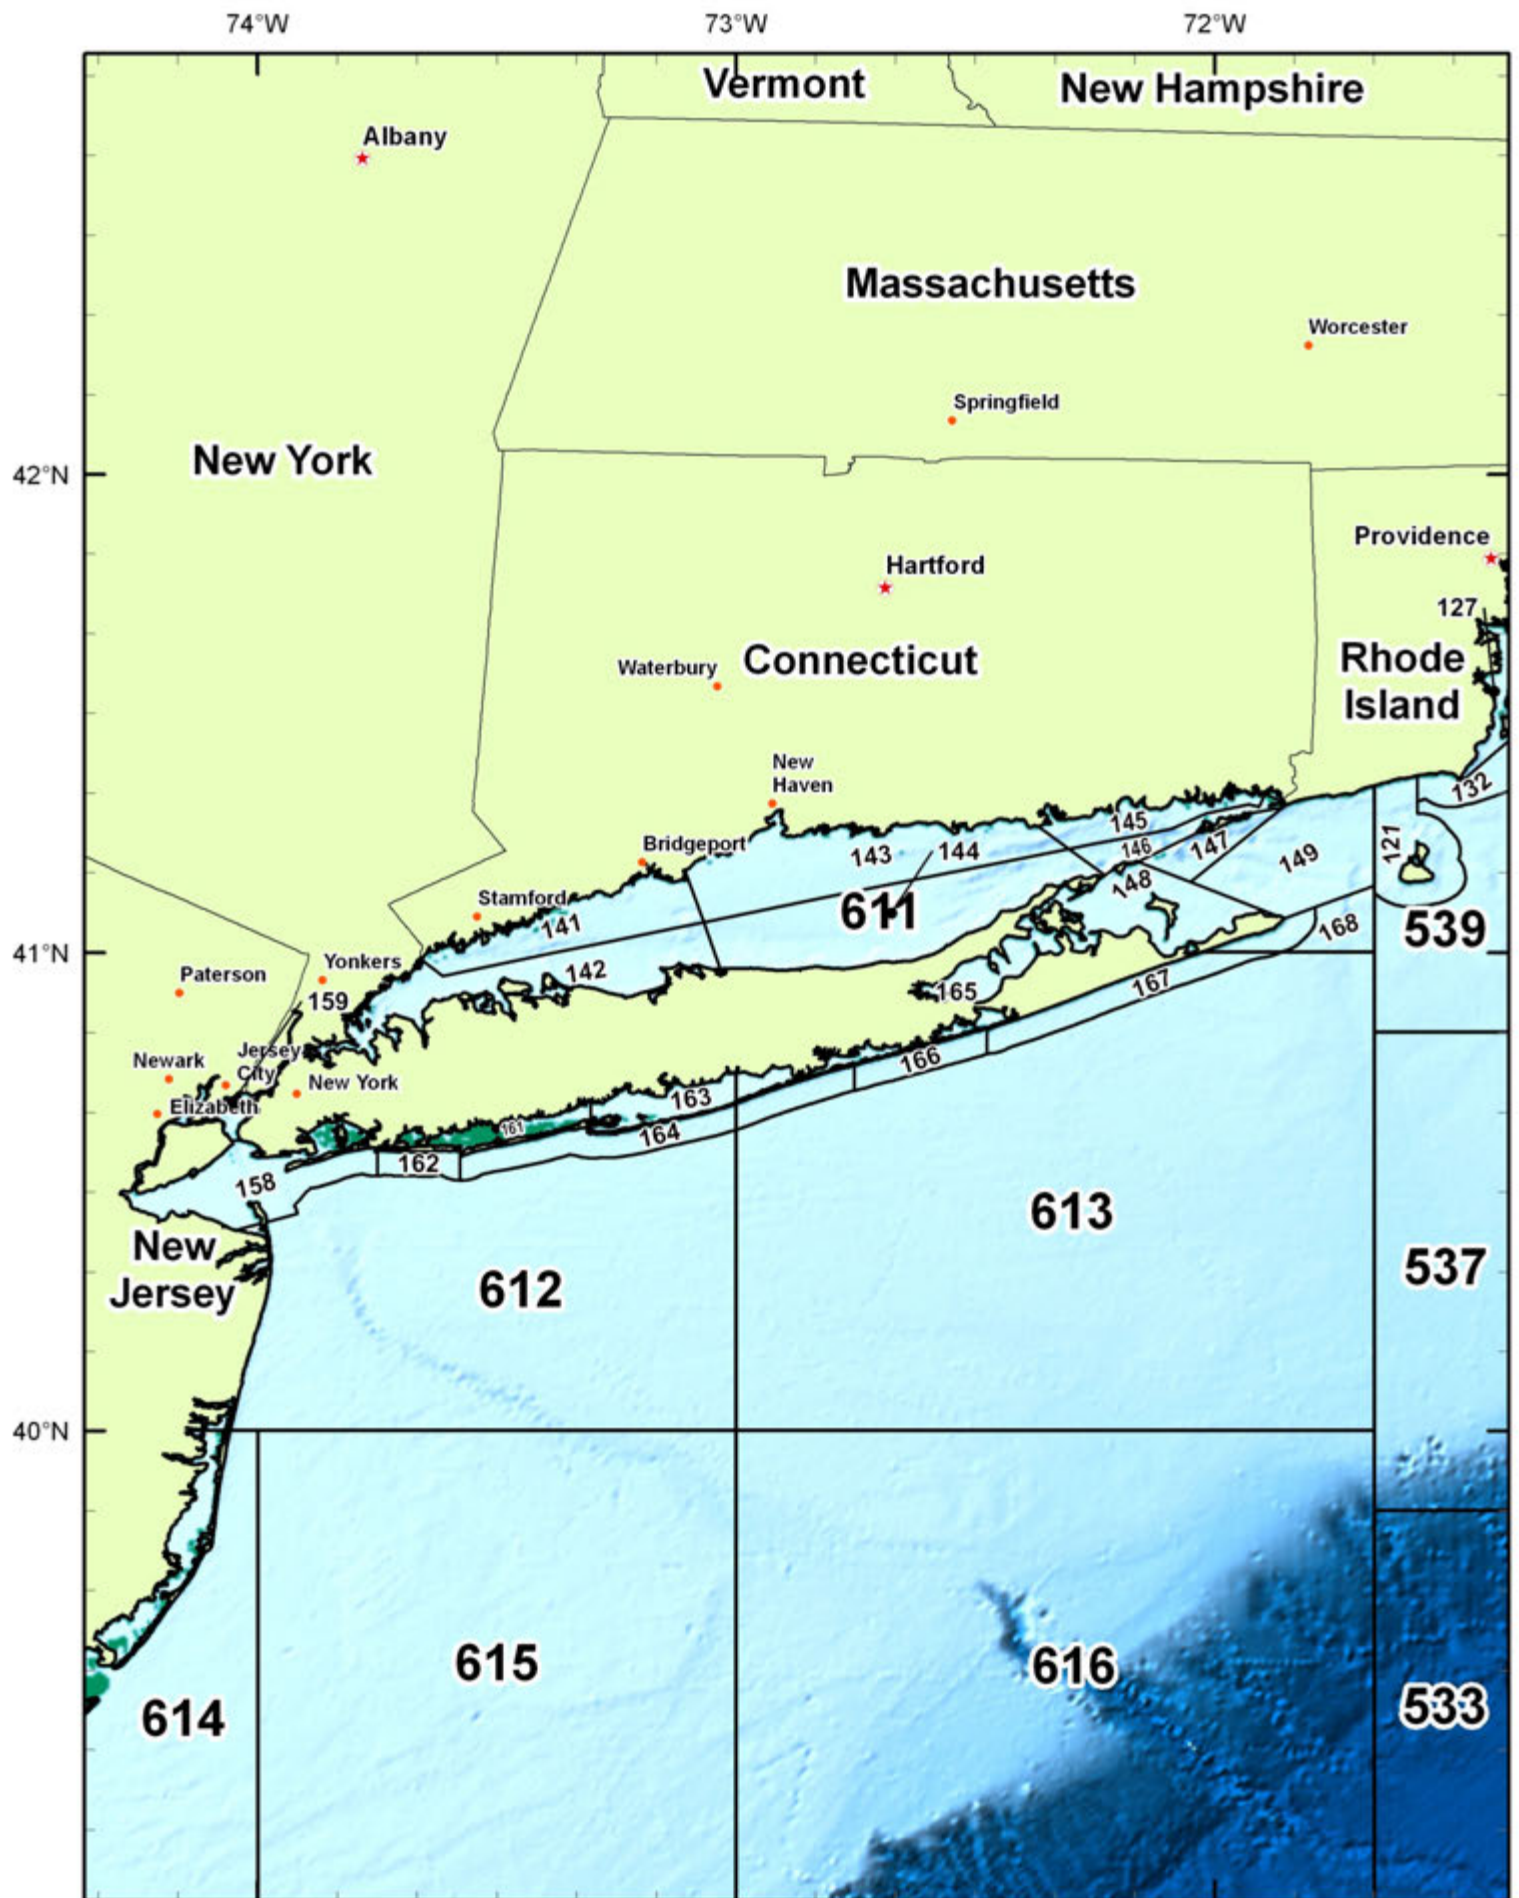 74°W
73°W
72°W
Vermont
New Hampshire
Albany
Massachusetts
Worcester
Springfield
New York
42°N
Providence
Hartford
127
Connecticut
Rhode
Island
Waterbury
New
Haven
132
145
Bridgeport
143
144
146
147
121
149
148
Stamford
141
611
168
539
41°N
Yonkers
Paterson
142
159
165
167
Jersey
City
Newark
New York
166
Elizabeth
163
161
164
162
158
613
New
Jersey
612
537
40°N
615
616
614
533